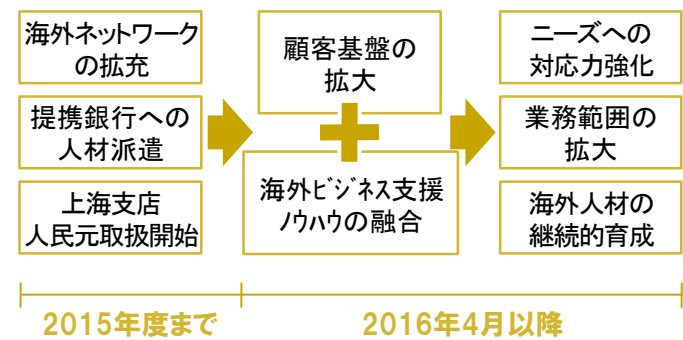 海外ネットワーク
の拡充
提携銀行への
人材派遣
上海支店
人民元取扱開始
顧客基盤の
拡大
海外ﾋﾞｼﾞﾈｽ支援
ﾉｳﾊｳの融合
ニーズへの
対応力強化
業務範囲の
拡大
海外人材の
継続的育成
2015年度まで
2016年4月以降